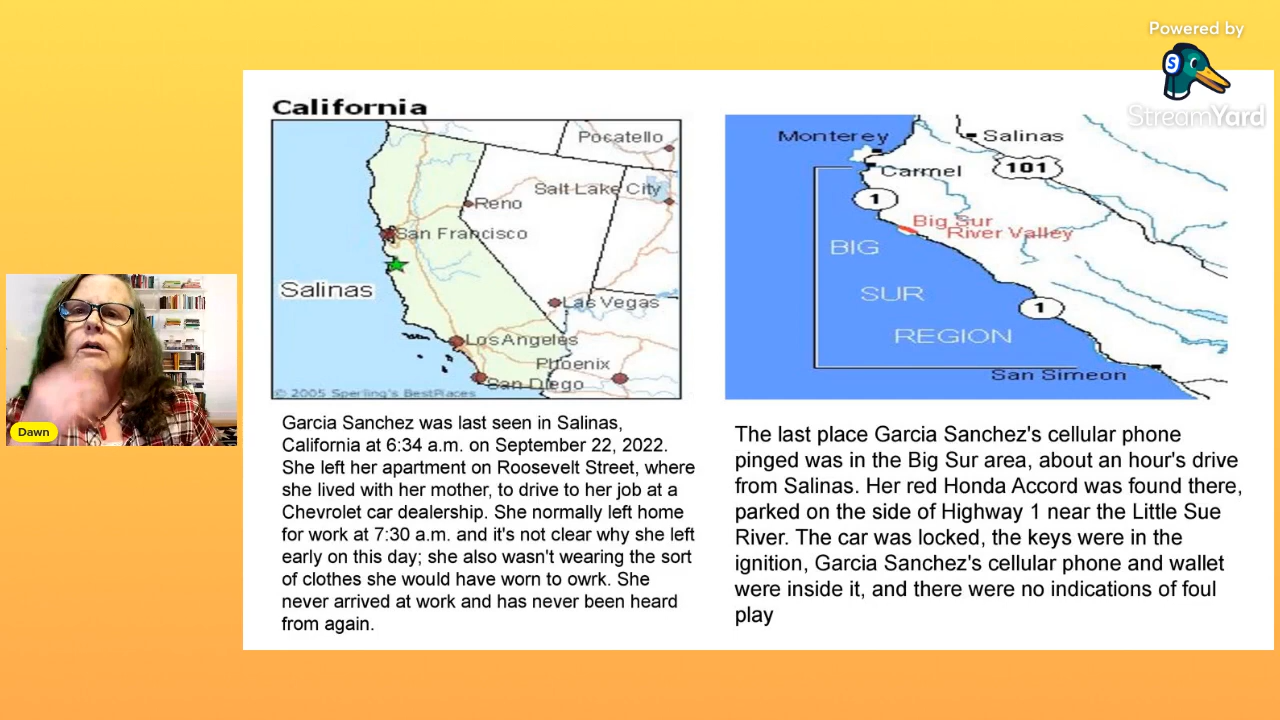 Powered by
StreamYard
California
Pocatello
Salt Lake City
Reno
San Francisco
Salinas
Las Vegas
Los Angeles
Phoenix
San Diego
© 2005 Sperling's BestPlaces
Monterey
Salinas
Carmel
101
1
Big Sur
River Valley
BIG
SUR
REGION
1
San Simeon
Garcia Sanchez was last seen in Salinas,
California at 6:34 a.m. on September 22, 2022.
She left her apartment on Roosevelt Street, where
she lived with her mother, to drive to her job at a
Chevrolet car dealership. She normally left home
for work at 7:30 a.m. and it's not clear why she left
early on this day; she also wasn't wearing the sort
of clothes she would have worn to owrk. She
never arrived at work and has never been heard
from again.
The last place Garcia Sanchez's cellular phone
pinged was in the Big Sur area, about an hour's drive
from Salinas. Her red Honda Accord was found there,
parked on the side of Highway 1 near the Little Sue
River. The car was locked, the keys were in the
ignition, Garcia Sanchez's cellular phone and wallet
were inside it, and there were no indications of foul
play
Dawn